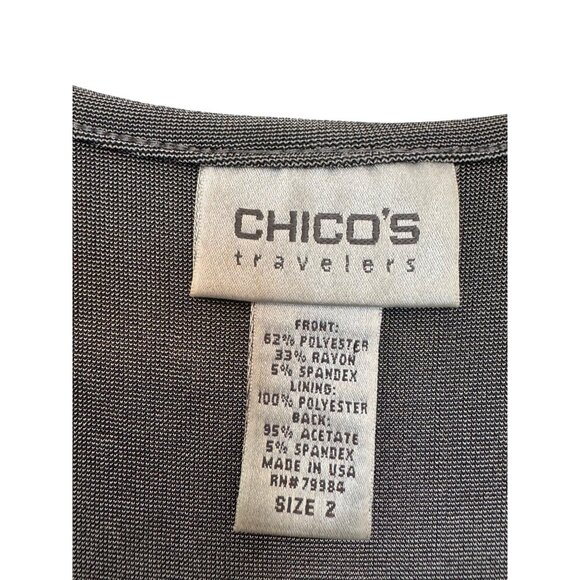 CHICO'S
travelers
FRONT:
62% POLYESTER
33% RAYON
5% SPANDEX
LINING:
100% POLYESTER
BACK:
95% ACETATE
5% SPANDEX
MADE IN USA
RN# 79984
SIZE 2